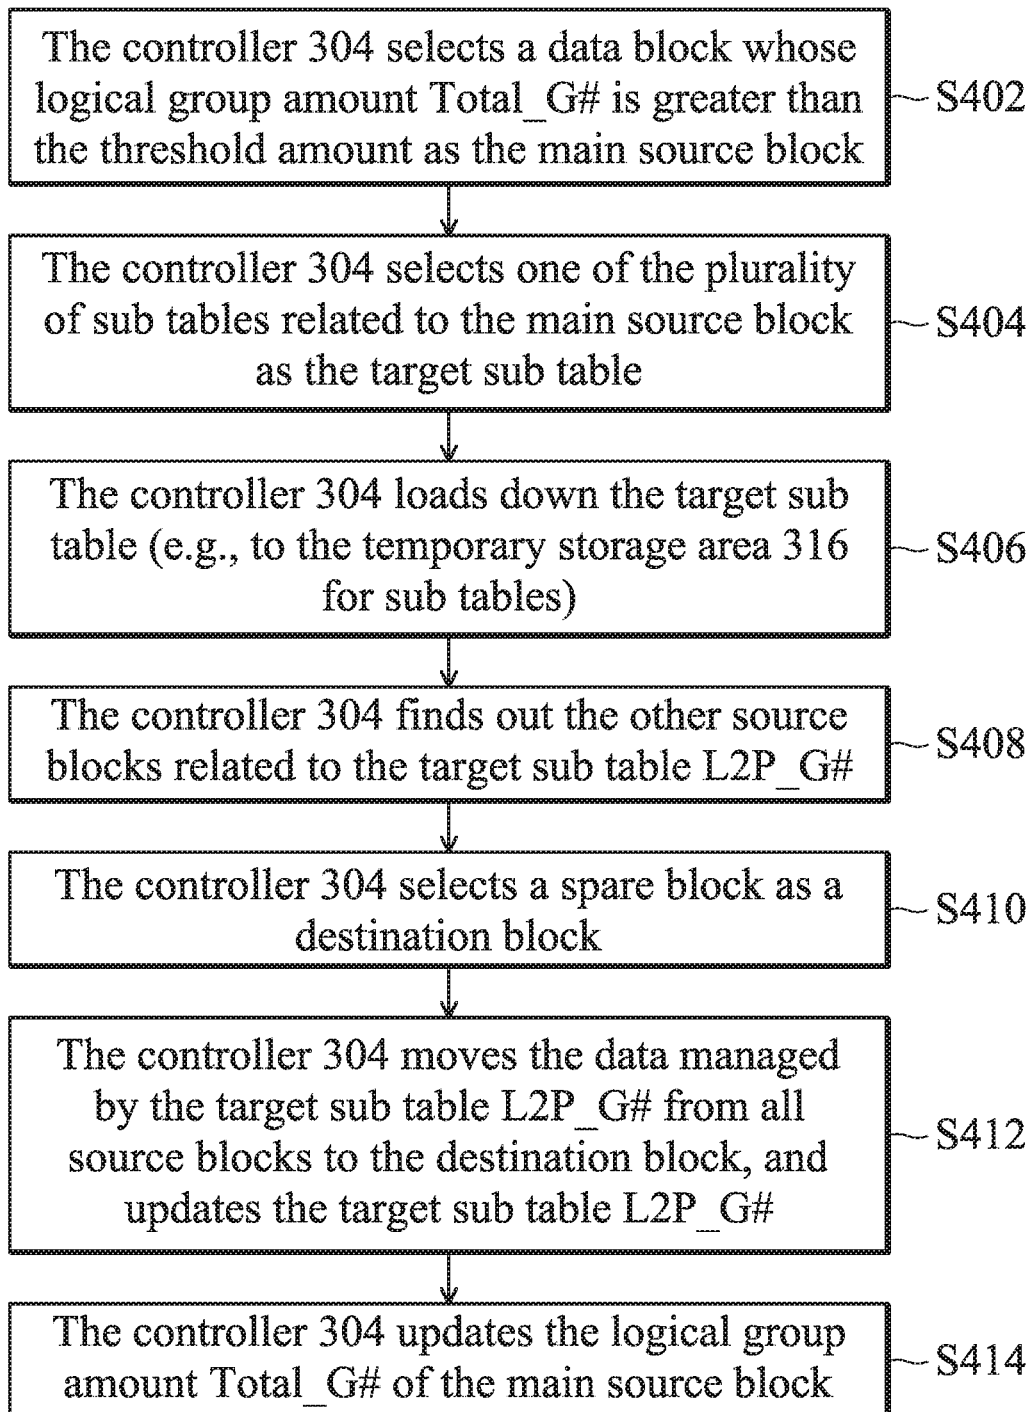 The controller 304 selects a data block whose
logical group amount Total_G# is greater than
the threshold amount as the main source block
S402
The controller 304 selects one of the plurality
of sub tables related to the main source block
as the target sub table
S404
The controller 304 loads down the target sub
table (e.g., to the temporary storage area 316
for sub tables)
S406
The controller 304 finds out the other source
blocks related to the target sub table L2P_G#
S408
The controller 304 selects a spare block as a
destination block
S410
The controller 304 moves the data managed
by the target sub table L2P_G# from all
source blocks to the destination block, and
updates the target sub table L2P_G#
S412
The controller 304 updates the logical group
amount Total_G# of the main source block
S414